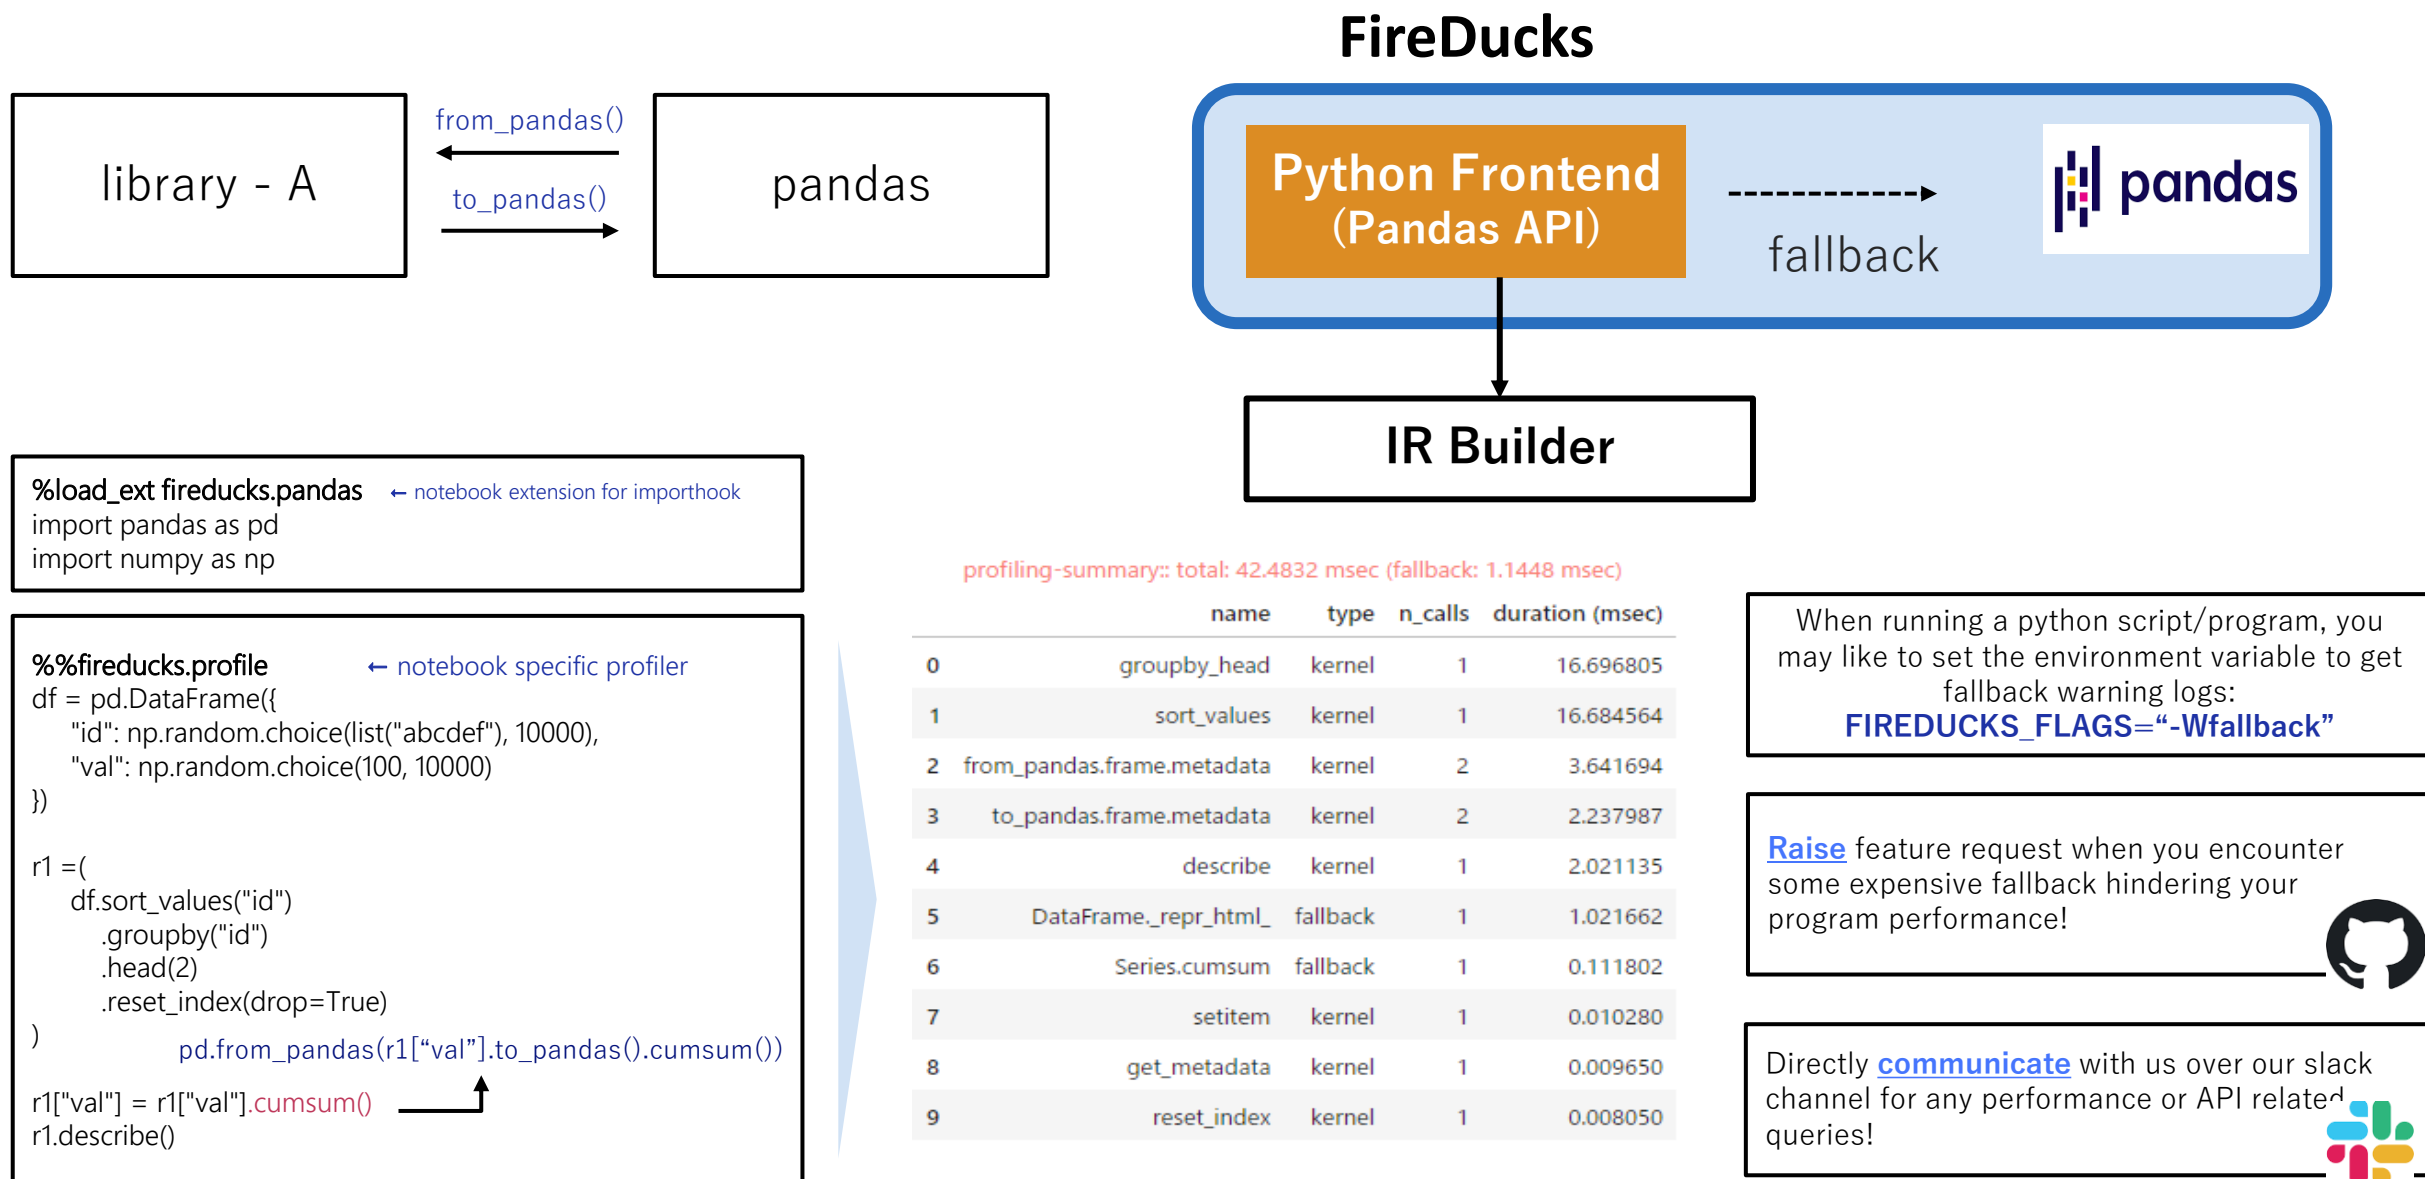 FireDucks
library - A
from_pandas()
to_pandas()
pandas
Python Frontend
(Pandas API)
fallback
pandas
IR Builder
%load_ext fireducks.pandas ← notebook extension for importhook
import pandas as pd
import numpy as np
%%fireducks.profile ← notebook specific profiler
df = pd.DataFrame({
"id": np.random.choice(list("abcdef"), 10000),
"val": np.random.choice(100, 10000)
})
r1 =(
df.sort_values("id")
.groupby("id")
.head(2)
.reset_index(drop=True)
)
pd.from_pandas(r1[“val”].to_pandas().cumsum())
r1["val"] = r1["val"].cumsum()
r1.describe()
profiling-summary:: total: 42.4832 msec (fallback: 1.1448 msec)
name type n_calls duration (msec)
0 groupby_head kernel 1 16.696805
1 sort_values kernel 1 16.684564
2 from_pandas.frame.metadata kernel 2 3.641694
3 to_pandas.frame.metadata kernel 2 2.237987
4 describe kernel 1 2.021135
5 DataFrame._repr_html_ fallback 1 1.021662
6 Series.cumsum fallback 1 0.111802
7 setitem kernel 1 0.010280
8 get_metadata kernel 1 0.009650
9 reset_index kernel 1 0.008050
When running a python script/program, you
may like to set the environment variable to get
fallback warning logs:
FIREDUCKS_FLAGS=“-Wfallback”
Raise feature request when you encounter
some expensive fallback hindering your
program performance!
Directly communicate with us over our slack
channel for any performance or API related
queries!